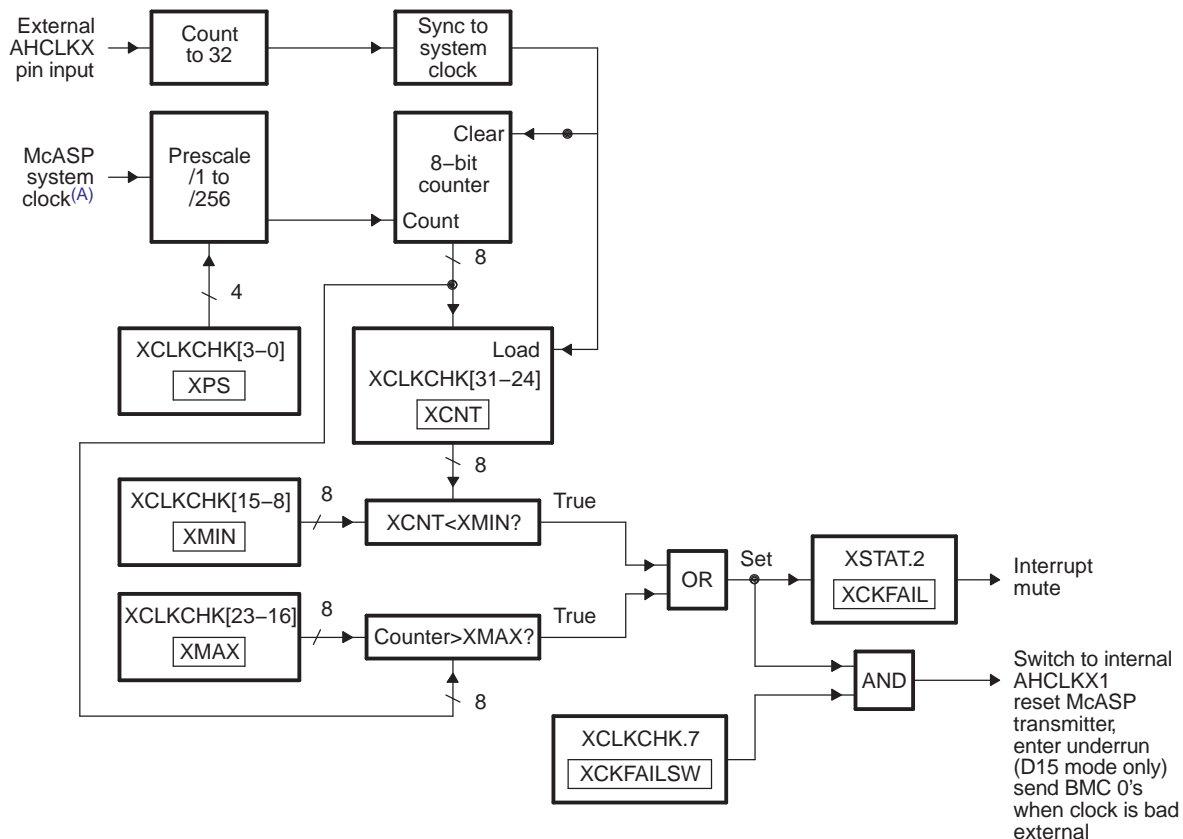 External
AHCLKX
pin input
Count
to 32
Sync to
system
clock
McASP
system
clock(A)
Prescale
/1 to
/256
Clear
8−bit
counter
Count
8
4
XCLKCHK[3−0]
XPS
Load
XCLKCHK[31−24]
XCNT
8
XCLKCHK[15−8]
XMIN
8
XCNT<XMIN?
True
XCLKCHK[23−16]
XMAX
8
Counter>XMAX?
True
8
OR
Set
XSTAT.2
XCKFAIL
Interrupt
mute
XCLKCHK.7
XCKFAILSW
AND
Switch to internal
AHCLKX1
reset McASP
transmitter,
enter underrun
(D15 mode only)
send BMC 0's
when clock is bad
external